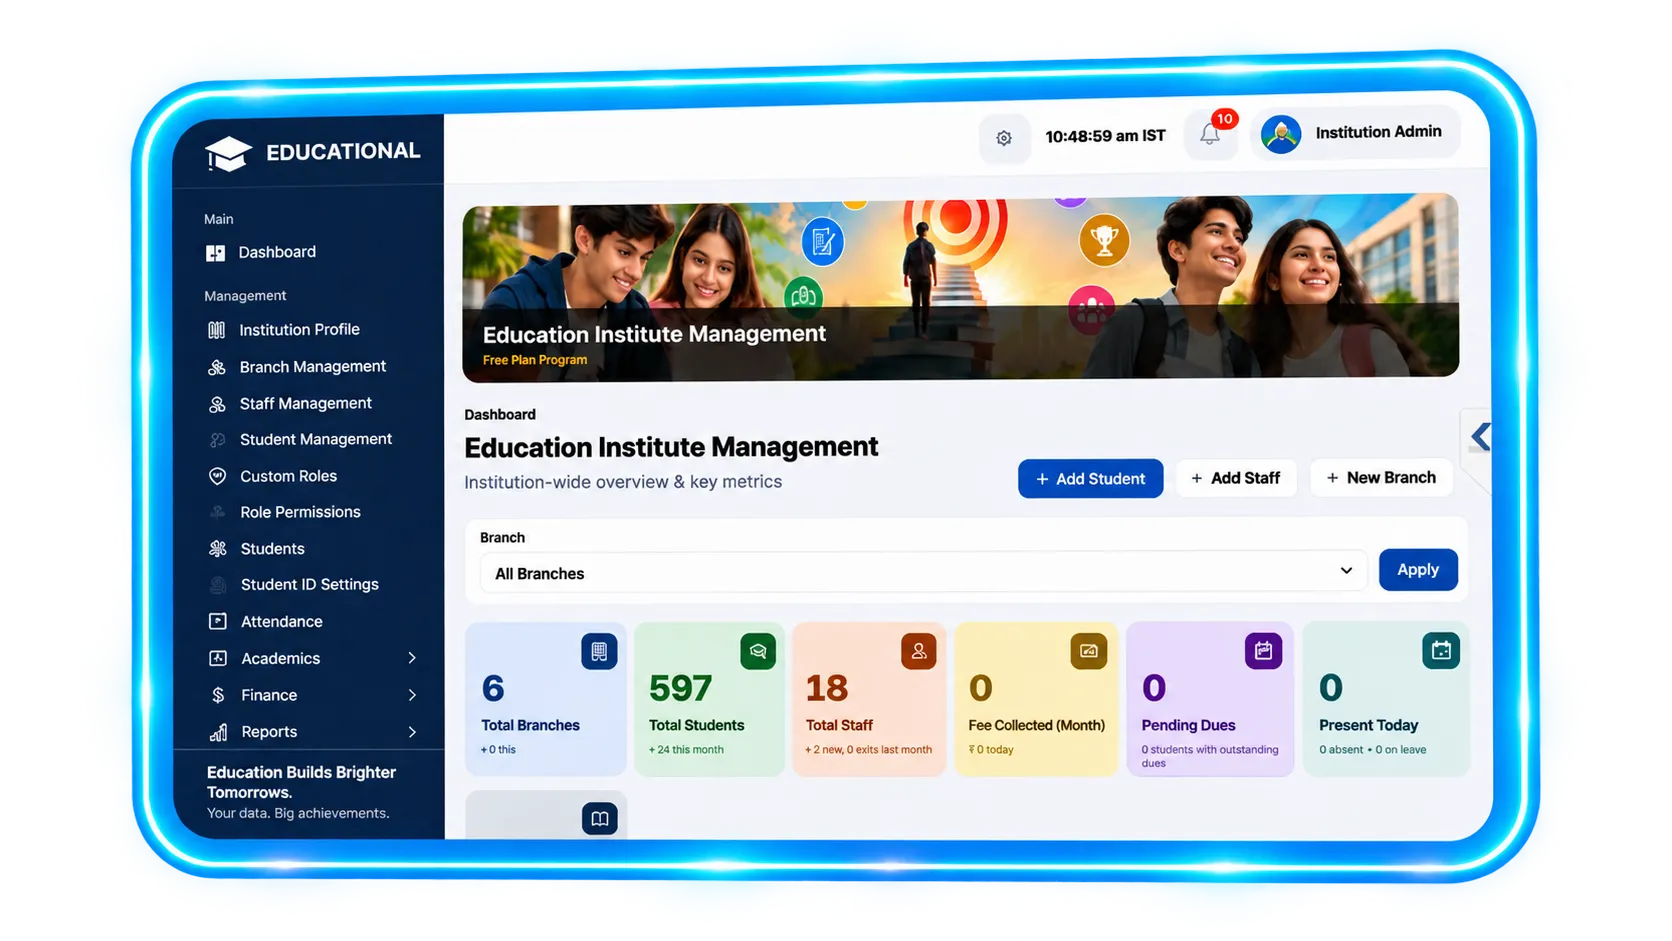 EDUCATIONAL
Main
Dashboard
Management
Institution Profile
Branch Management
Staff Management
Student Management
Custom Roles
Role Permissions
Students
Student ID Settings
Attendance
Academics
Finance
Reports
Education Builds Brighter
Tomorrows.
Your data. Big achievements.
10:48:59 am IST
10
Institution Admin
Education Institute Management
Free Plan Program
Dashboard
Education Institute Management
Institution-wide overview & key metrics
+ Add Student
+ Add Staff
+ New Branch
Branch
All Branches
Apply
6
Total Branches
+ 0 this
597
Total Students
+ 24 this month
18
Total Staff
+ 2 new, 0 exits last month
0
Fee Collected (Month)
₹ 0 today
0
Pending Dues
0 students with outstanding
dues
0
Present Today
0 absent • 0 on leave